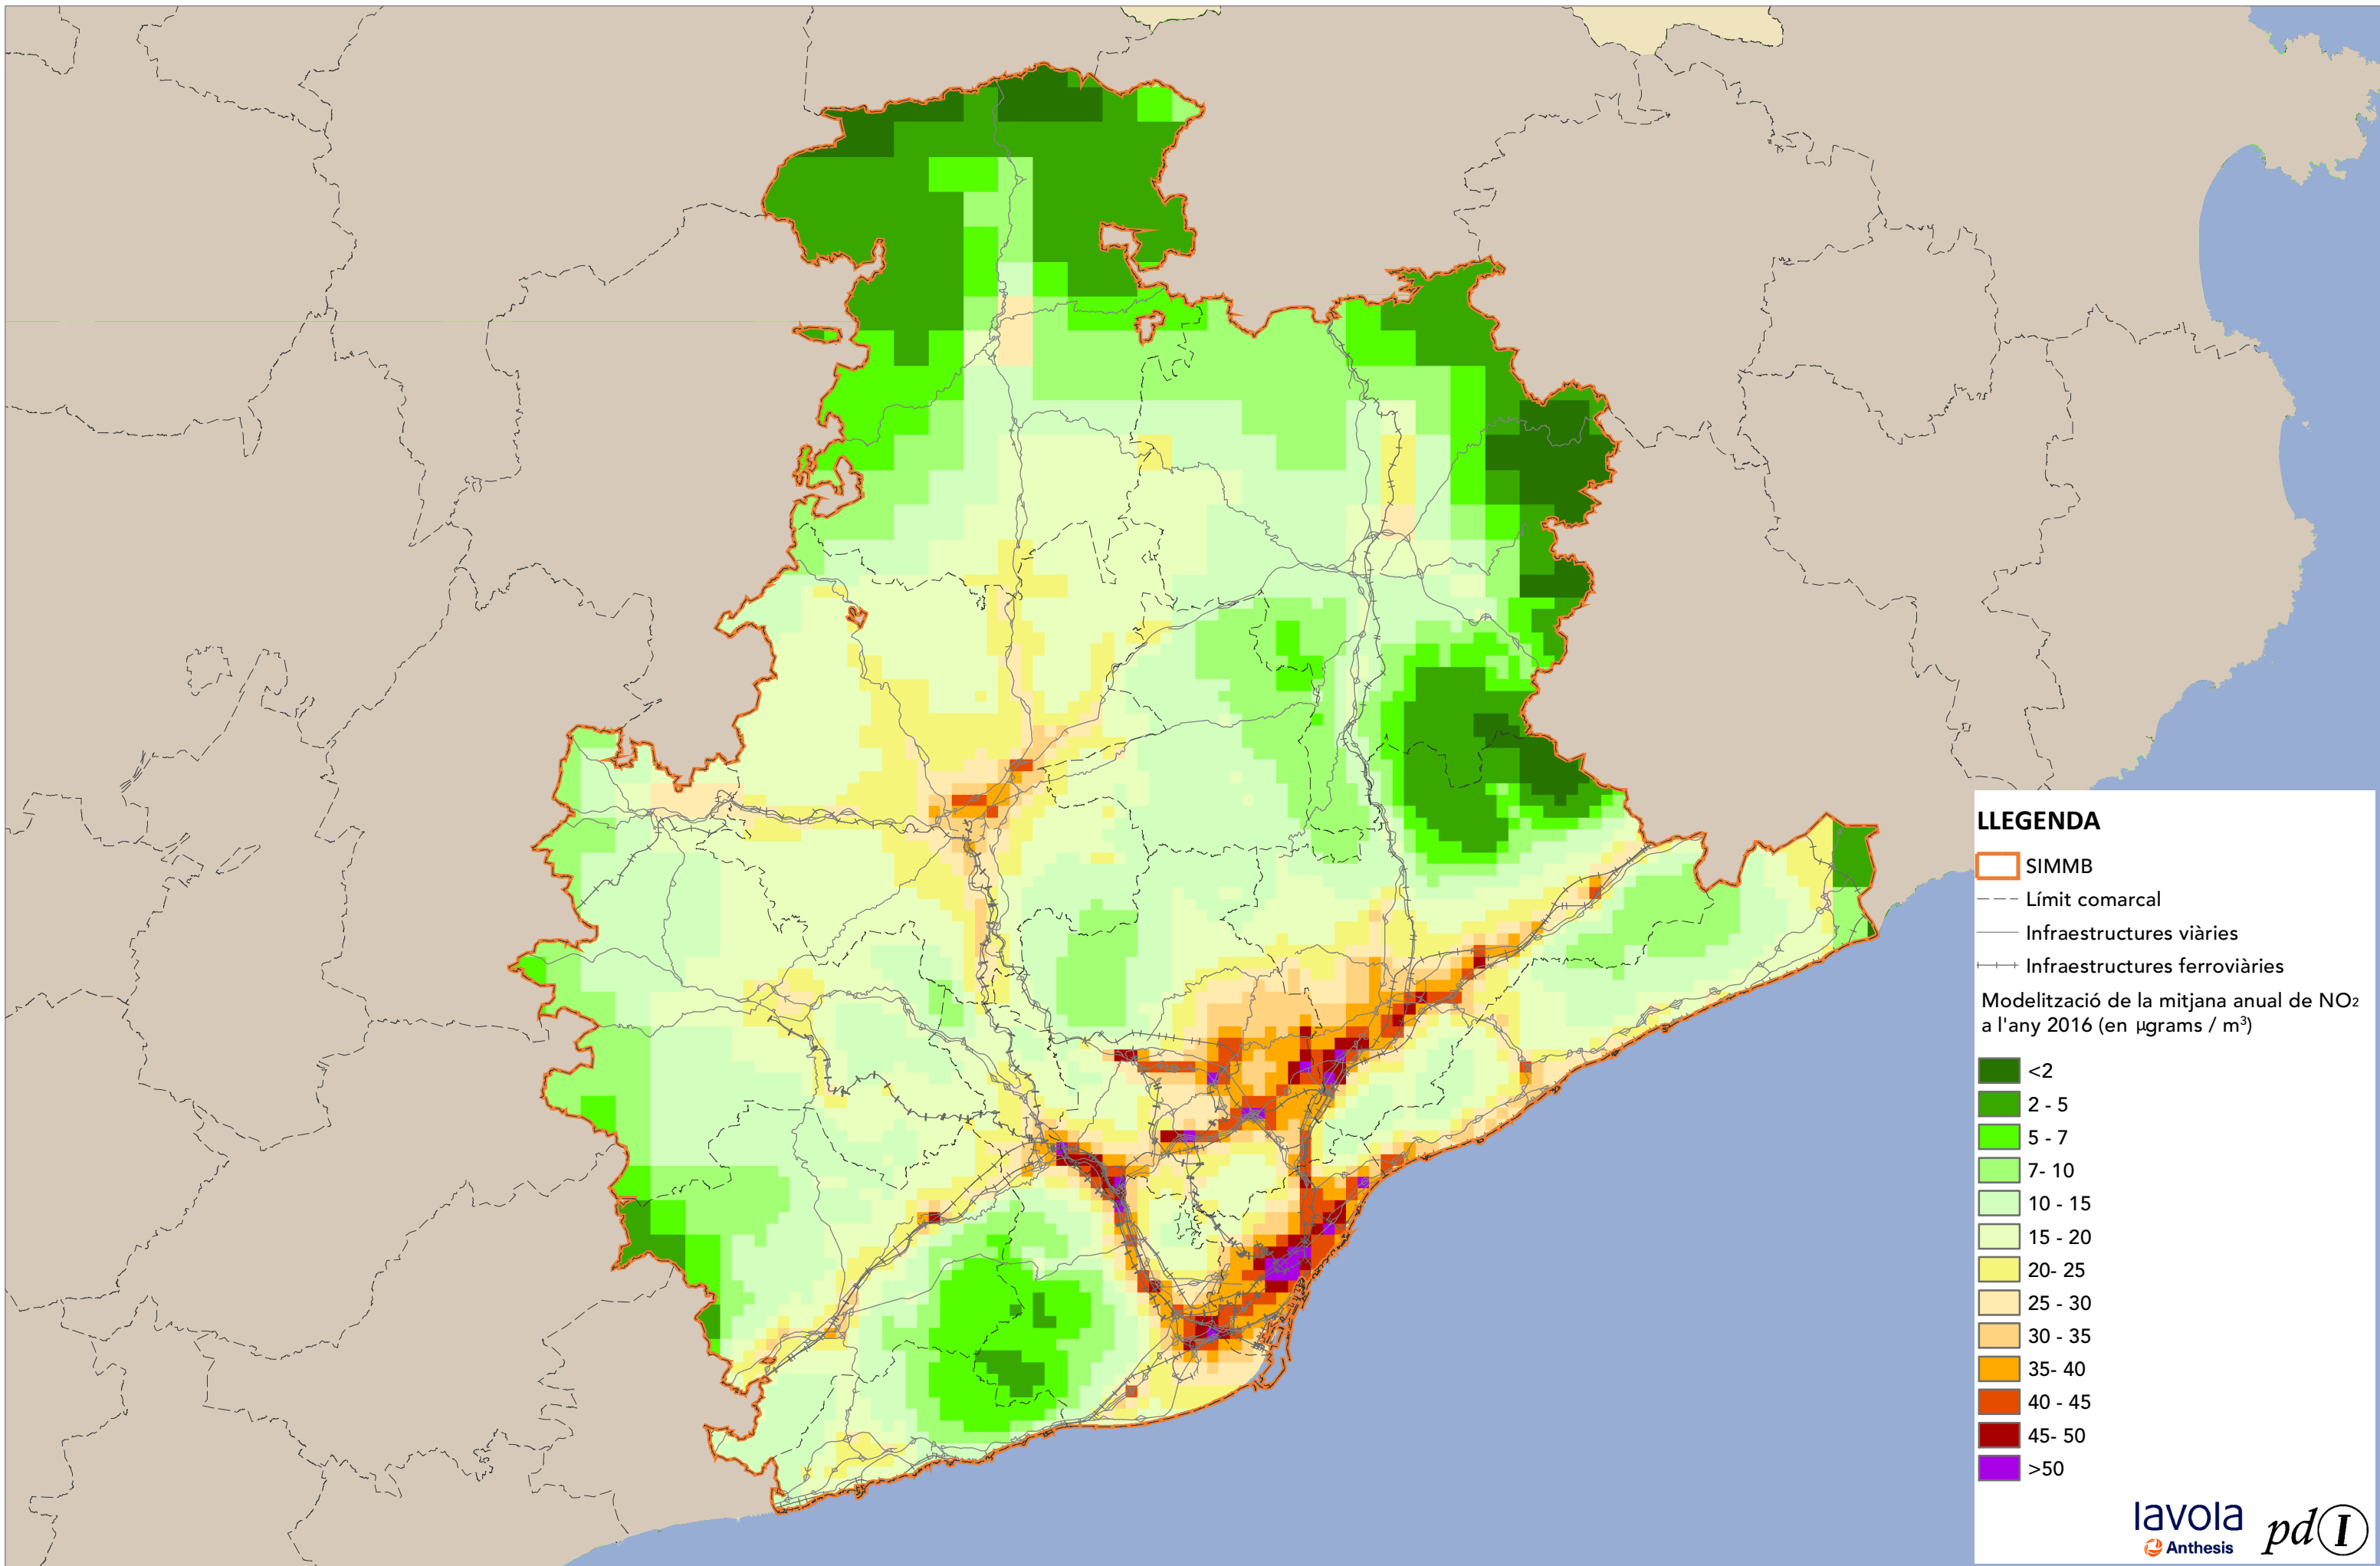 LLEGENDA
SIMMB
Límit comarcal
Infraestructures viàries
Infraestructures ferroviàries
Modelització de la mitjana anual de NO2
a l'any 2016 (en µgrams / m³)
<2
2 - 5
5 - 7
7- 10
10 - 15
15 - 20
20- 25
25 - 30
30 - 35
35- 40
40 - 45
45- 50
>50
lavola
Anthesis
pdI